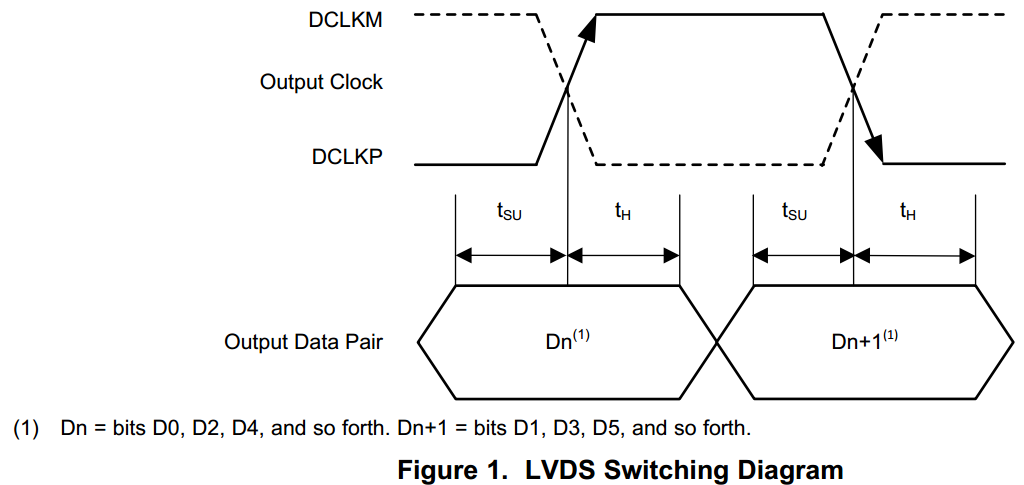 DCLKM
Output Clock
DCLKP
tSU tH tSU tH
Output Data Pair Dn(1) Dn+1(1)
(1) Dn = bits D0, D2, D4, and so forth. Dn+1 = bits D1, D3, D5, and so forth.
Figure 1. LVDS Switching Diagram